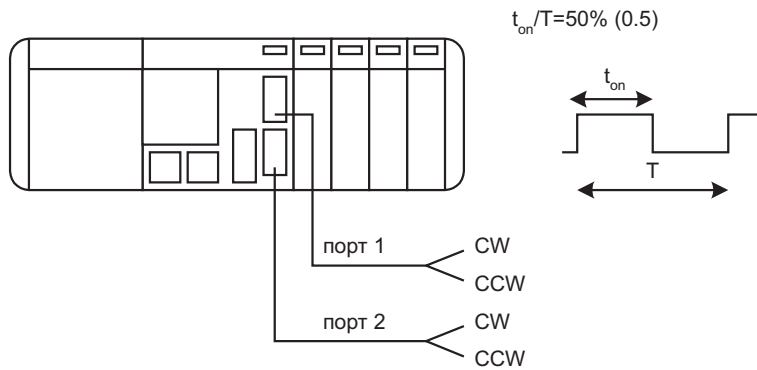 t_on/T=50% (0.5)
t_on
T
порт 1
CW
CCW
порт 2
CW
CCW